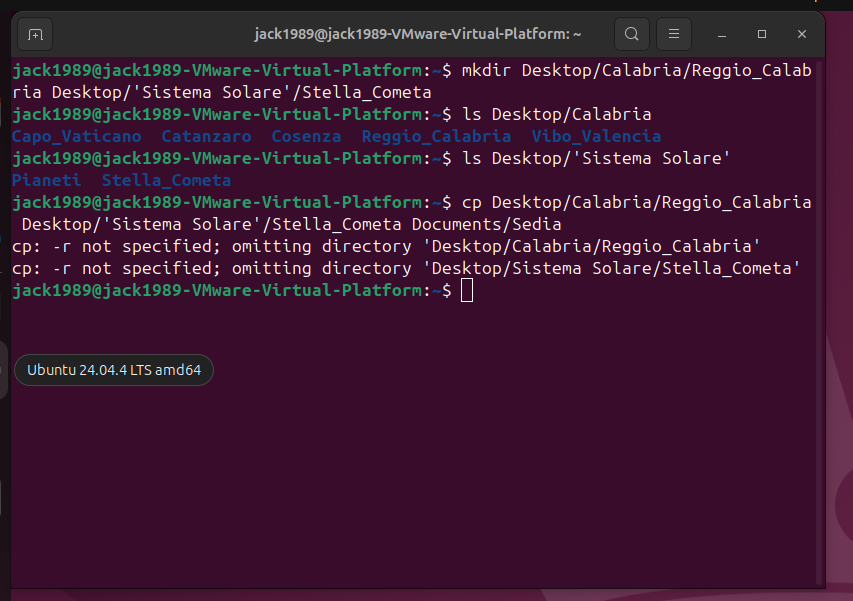 jack1989@jack1989-VMware-Virtual-Platform: ~
jack1989@jack1989-VMware-Virtual-Platform:~$ mkdir Desktop/Calabria/Reggio_Calab
ria Desktop/'Sistema Solare'/Stella_Cometa
jack1989@jack1989-VMware-Virtual-Platform:~$ ls Desktop/Calabria
Capo_Vaticano  Catanzaro  Cosenza  Reggio_Calabria  Vibo_Valencia
jack1989@jack1989-VMware-Virtual-Platform:~$ ls Desktop/'Sistema Solare'
Pianeti  Stella_Cometa
jack1989@jack1989-VMware-Virtual-Platform:~$ cp Desktop/Calabria/Reggio_Calabria
 Desktop/'Sistema Solare'/Stella_Cometa Documents/Sedia
cp: -r not specified; omitting directory 'Desktop/Calabria/Reggio_Calabria'
cp: -r not specified; omitting directory 'Desktop/Sistema Solare/Stella_Cometa'
jack1989@jack1989-VMware-Virtual-Platform:~$
Ubuntu 24.04.4 LTS amd64